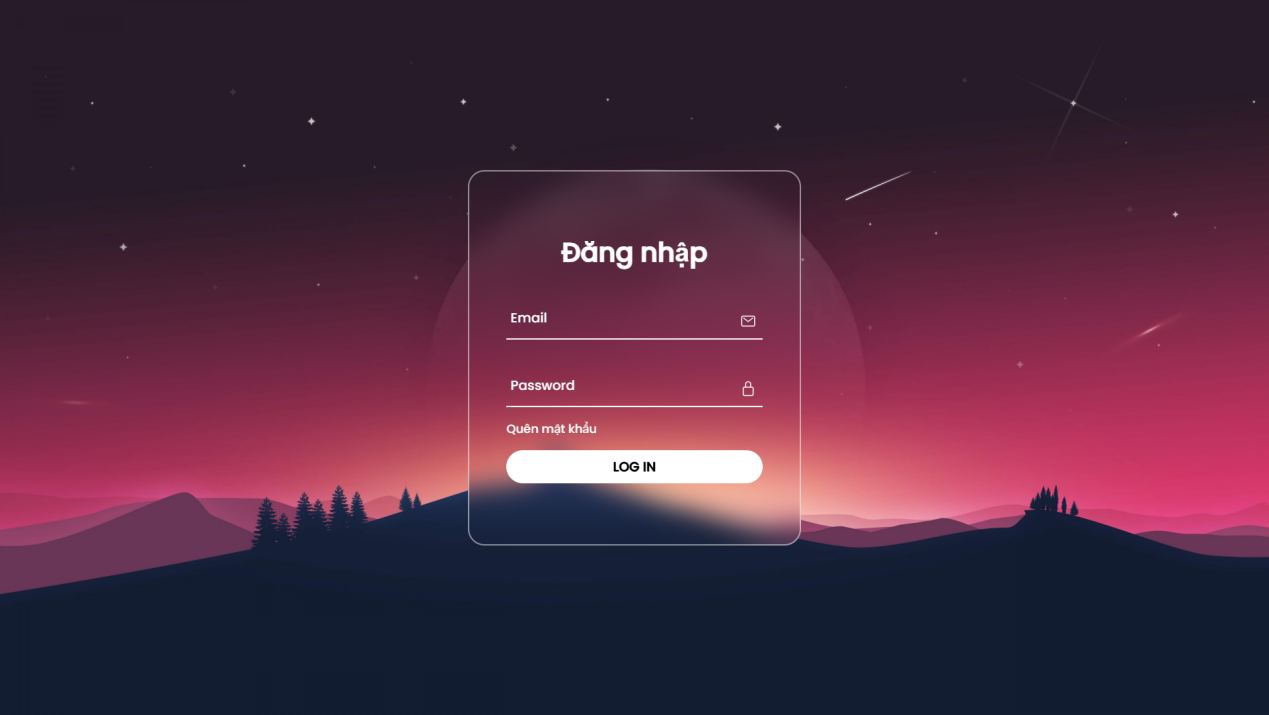 Đăng nhập
Email
Password
Quên mật khẩu
LOG IN